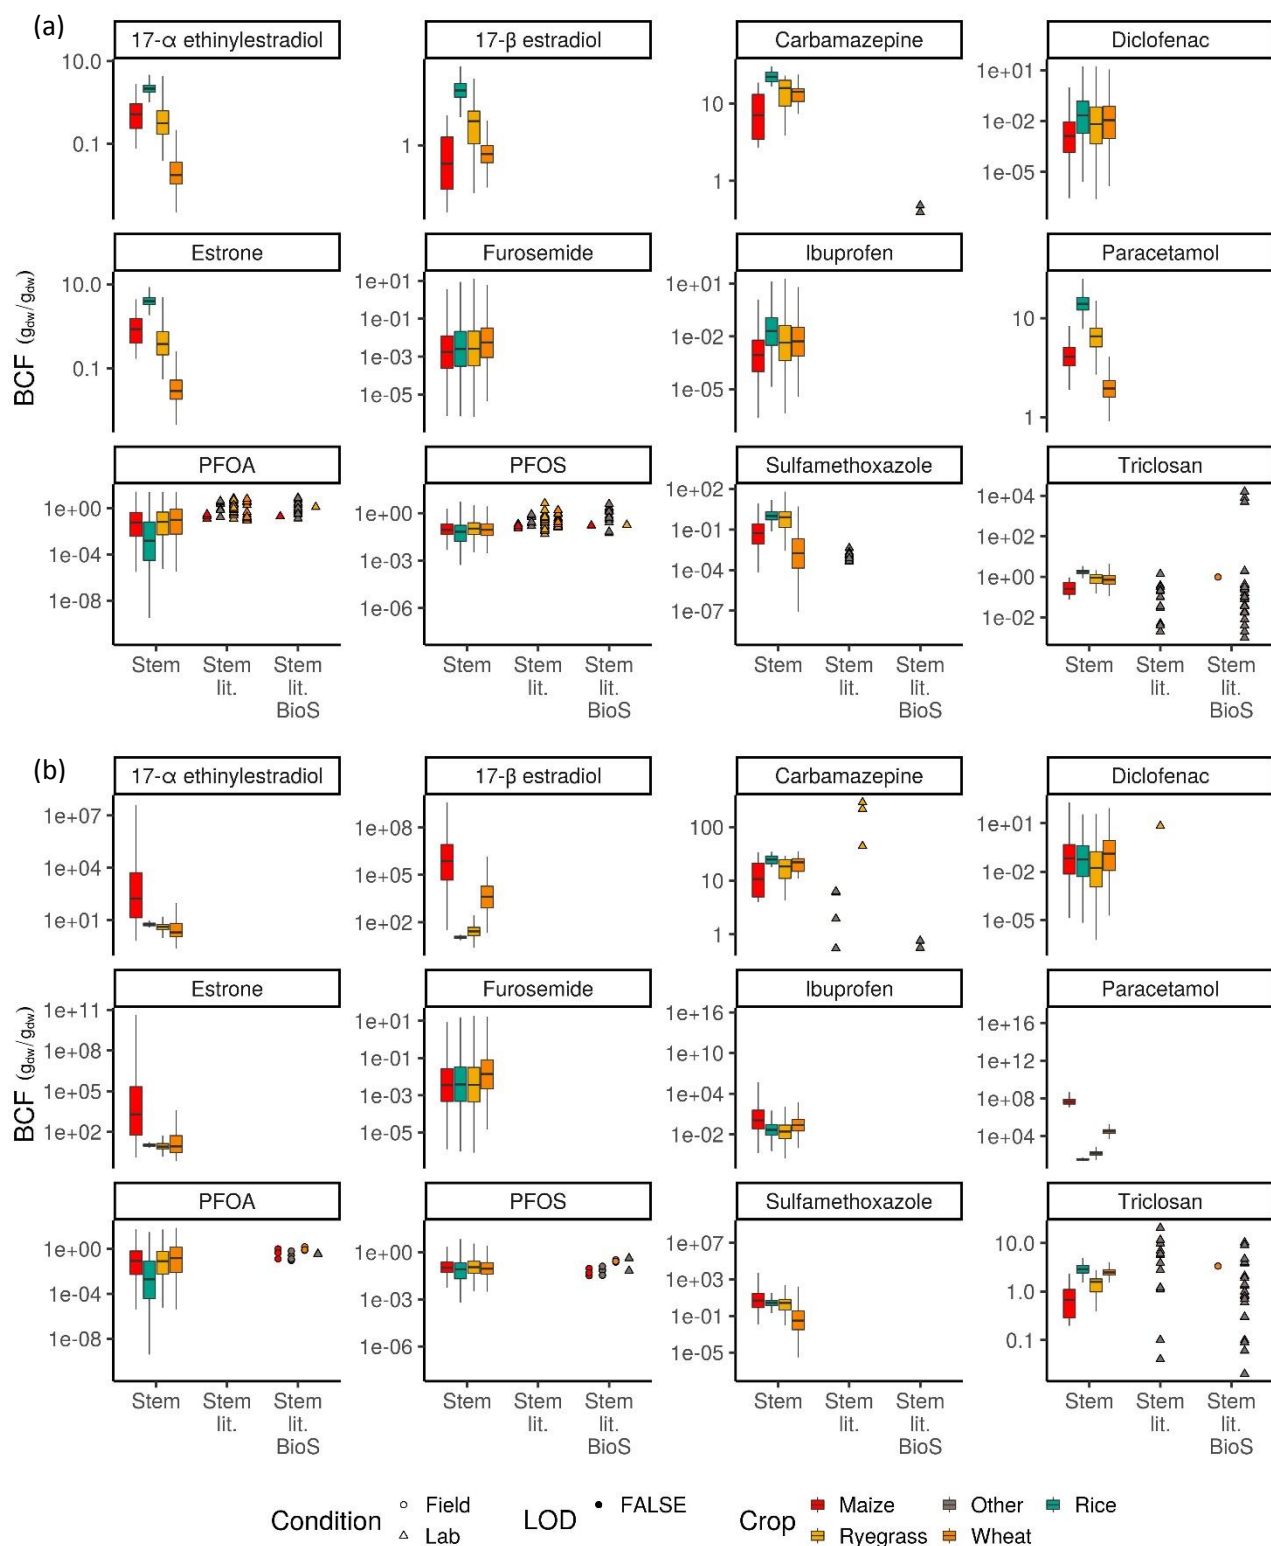 (a)
17-α ethinylestradiol 17-β estradiol Carbamazepine Diclofenac
10.0
0.1
1
10
1
1e+01
1e-02
1e-05
Estrone Furosemide Ibuprofen Paracetamol
10.0
0.1
1e+01
1e-01
1e-03
1e-05
1e+01
1e-02
1e-05
10
1
BCF (gdw/gdw)
PFOA PFOS Sulfamethoxazole Triclosan
1e+00
1e-04
1e-08
1e+00
1e-03
1e-06
1e+02
1e-01
1e-04
1e-07
1e+04
1e+02
1e+00
1e-02
Stem Stem lit. Stem lit. BioS
Stem Stem lit. Stem lit. BioS
Stem Stem lit. Stem lit. BioS
Stem Stem lit. Stem lit. BioS
(b)
17-α ethinylestradiol 17-β estradiol Carbamazepine Diclofenac
1e+07
1e+04
1e+01
1e+08
1e+05
1e+02
100
10
1
1e+01
1e-02
1e-05
Estrone Furosemide Ibuprofen Paracetamol
1e+11
1e+08
1e+05
1e+02
1e+01
1e-01
1e-03
1e-05
1e+16
1e+10
1e+04
1e-02
1e+16
1e+12
1e+08
1e+04
BCF (gdw/gdw)
PFOA PFOS Sulfamethoxazole Triclosan
1e+00
1e-04
1e-08
1e+00
1e-03
1e-06
1e+07
1e+03
1e-01
1e-05
10.0
1.0
0.1
Stem Stem lit. Stem lit. BioS
Stem Stem lit. Stem lit. BioS
Stem Stem lit. Stem lit. BioS
Stem Stem lit. Stem lit. BioS
Condition Field Lab
LOD FALSE
Crop Maize Other Rice
Ryegrass Wheat